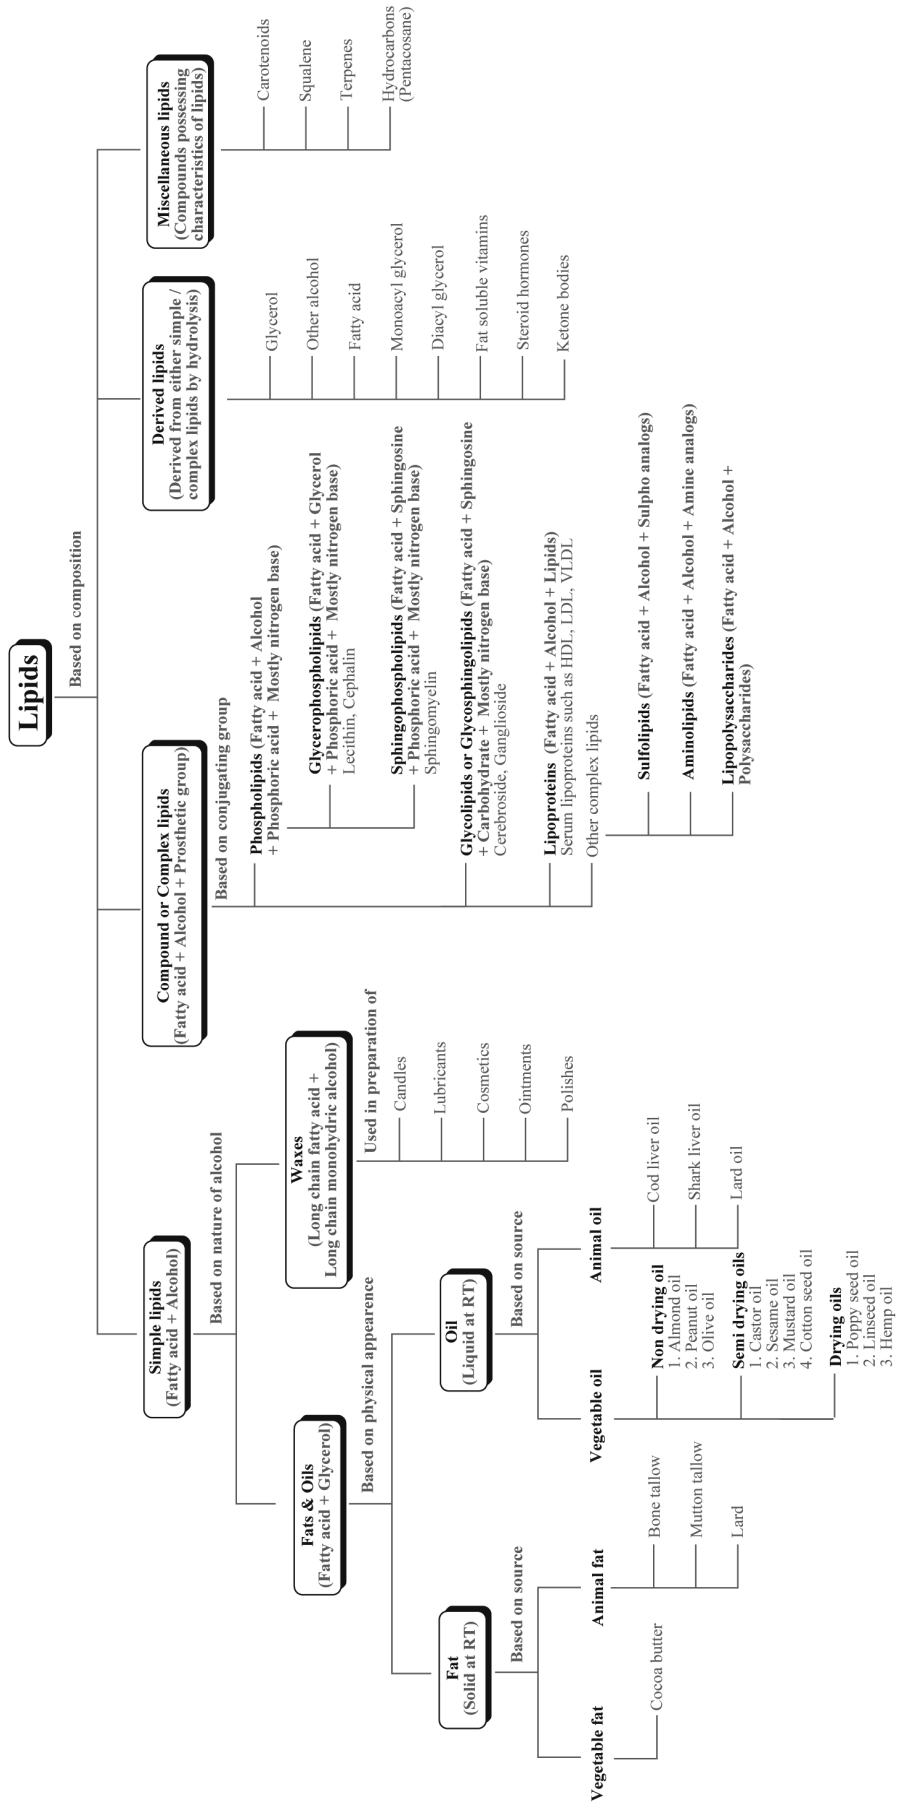 Lipids
Based on composition
Simple lipids
(Fatty acid + Alcohol)
Based on nature of alcohol
Fats & Oils
(Fatty acid + Glycerol)
Based on physical appearence
Fat
(Solid at RT)
Based on source
Vegetable fat
Cocoa butter
Animal fat
Bone tallow
Mutton tallow
Lard
Oil
(Liquid at RT)
Based on source
Vegetable oil
Non drying oil
1. Almond oil
2. Peanut oil
3. Olive oil
Semi drying oils
1. Castor oil
2. Sesame oil
3. Mustard oil
4. Cotton seed oil
Drying oils
1. Poppy seed oil
2. Linseed oil
3. Hemp oil
Animal oil
Cod liver oil
Shark liver oil
Lard oil
Waxes
(Long chain fatty acid +
Long chain monohydric alcohol)
Used in preparation of
Candles
Lubricants
Cosmetics
Ointments
Polishes
Compound or Complex lipids
(Fatty acid + Alcohol + Prosthetic group)
Based on conjugating group
Phospholipids (Fatty acid + Alcohol
+ Phosphoric acid + Mostly nitrogen base)
Glycerophospholipids (Fatty acid + Glycerol
+ Phosphoric acid + Mostly nitrogen base)
Lecithin, Cephalin
Sphingophospholipids (Fatty acid + Sphingosine
+ Phosphoric acid + Mostly nitrogen base)
Sphingomyelin
Glycolipids or Glycosphingolipids (Fatty acid + Sphingosine
+ Carbohydrate + Mostly nitrogen base)
Cerebroside, Ganglioside
Lipoproteins (Fatty acid + Alcohol + Lipids)
Serum lipoproteins such as HDL, LDL, VLDL
Other complex lipids
Sulfolipids (Fatty acid + Alcohol + Sulpho analogs)
Aminolipids (Fatty acid + Alcohol + Amine analogs)
Lipopolysaccharides (Fatty acid + Alcohol +
Polysaccharides)
Derived lipids
(Derived from either simple /
complex lipids by hydrolysis)
Glycerol
Other alcohol
Fatty acid
Monoacyl glycerol
Diacyl glycerol
Fat soluble vitamins
Steroid hormones
Ketone bodies
Miscellaneous lipids
(Compounds possessing
characteristics of lipids)
Carotenoids
Squalene
Terpenes
Hydrocarbons
(Pentacosane)